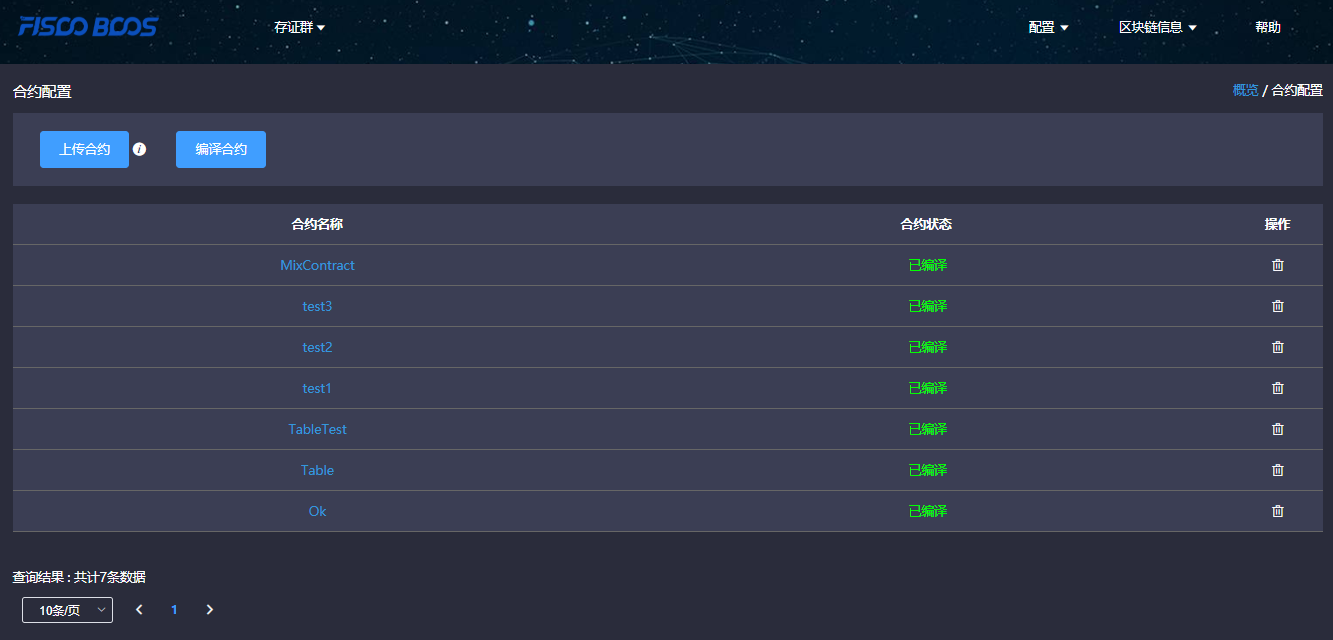 FISCO BCOS 存证群 配置 区块链信息 帮助
合约配置 概览 / 合约配置
上传合约 i 编译合约
合约名称 合约状态 操作
MixContract 已编译
test3 已编译
test2 已编译
test1 已编译
TableTest 已编译
Table 已编译
Ok 已编译
查询结果 : 共计7条数据
10条/页 1